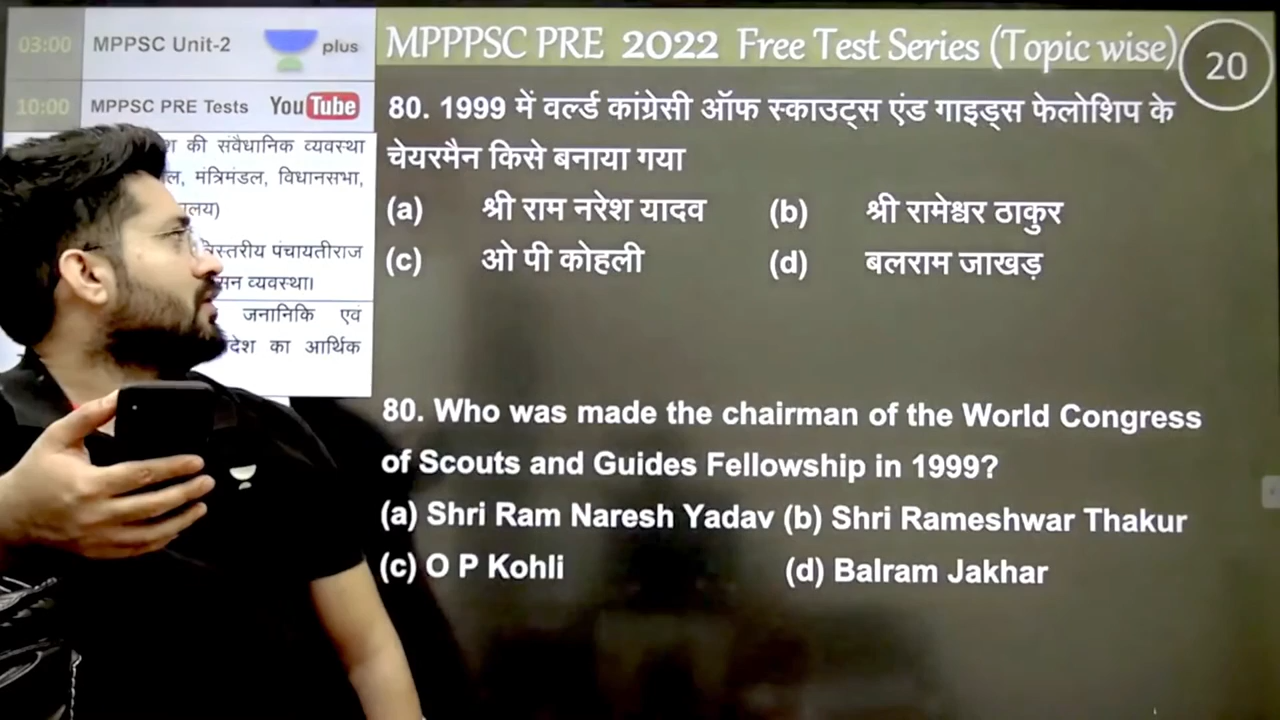 03:00 MPPSC Unit-2 plus
10:00 MPPSC PRE Tests YouTube
की संवैधानिक व्यवस्था
मंत्रिमंडल, विधानसभा,
पंचायतीराज
व्यवस्था।
जनानिकि एवं
का आर्थिक
MPPPSC PRE 2022 Free Test Series (Topic wise)
20
80. 1999 में वर्ल्ड कांग्रेसी ऑफ स्काउट्स एंड गाइड्स फेलोशिप के
चेयरमैन किसे बनाया गया
(a) श्री राम नरेश यादव (b) श्री रामेश्वर ठाकुर
(c) ओ पी कोहली (d) बलराम जाखड़
80. Who was made the chairman of the World Congress
of Scouts and Guides Fellowship in 1999?
(a) Shri Ram Naresh Yadav (b) Shri Rameshwar Thakur
(c) O P Kohli (d) Balram Jakhar